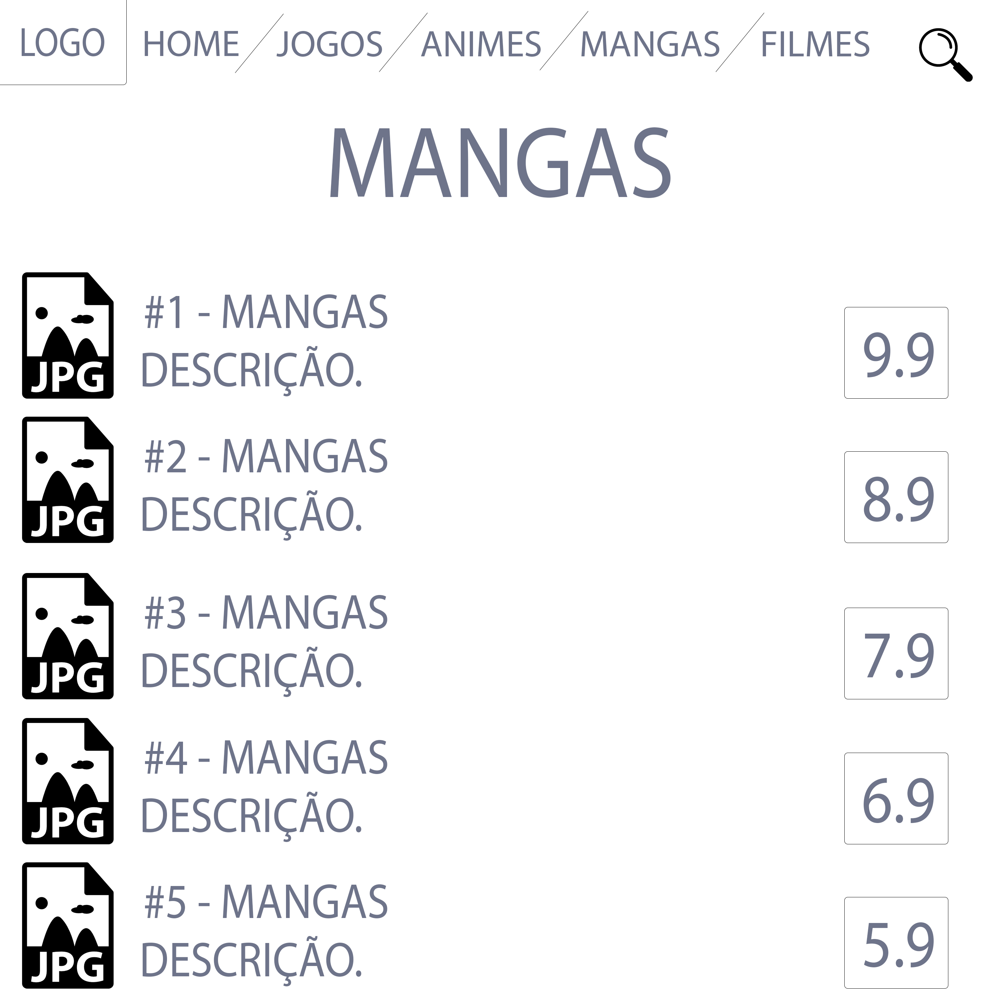 LOGO HOME / JOGOS / ANIMES / MANGAS / FILMES
MANGAS
JPG
#1 - MANGAS
DESCRIÇÃO.
9.9
JPG
#2 - MANGAS
DESCRIÇÃO.
8.9
JPG
#3 - MANGAS
DESCRIÇÃO.
7.9
JPG
#4 - MANGAS
DESCRIÇÃO.
6.9
JPG
#5 - MANGAS
DESCRIÇÃO.
5.9